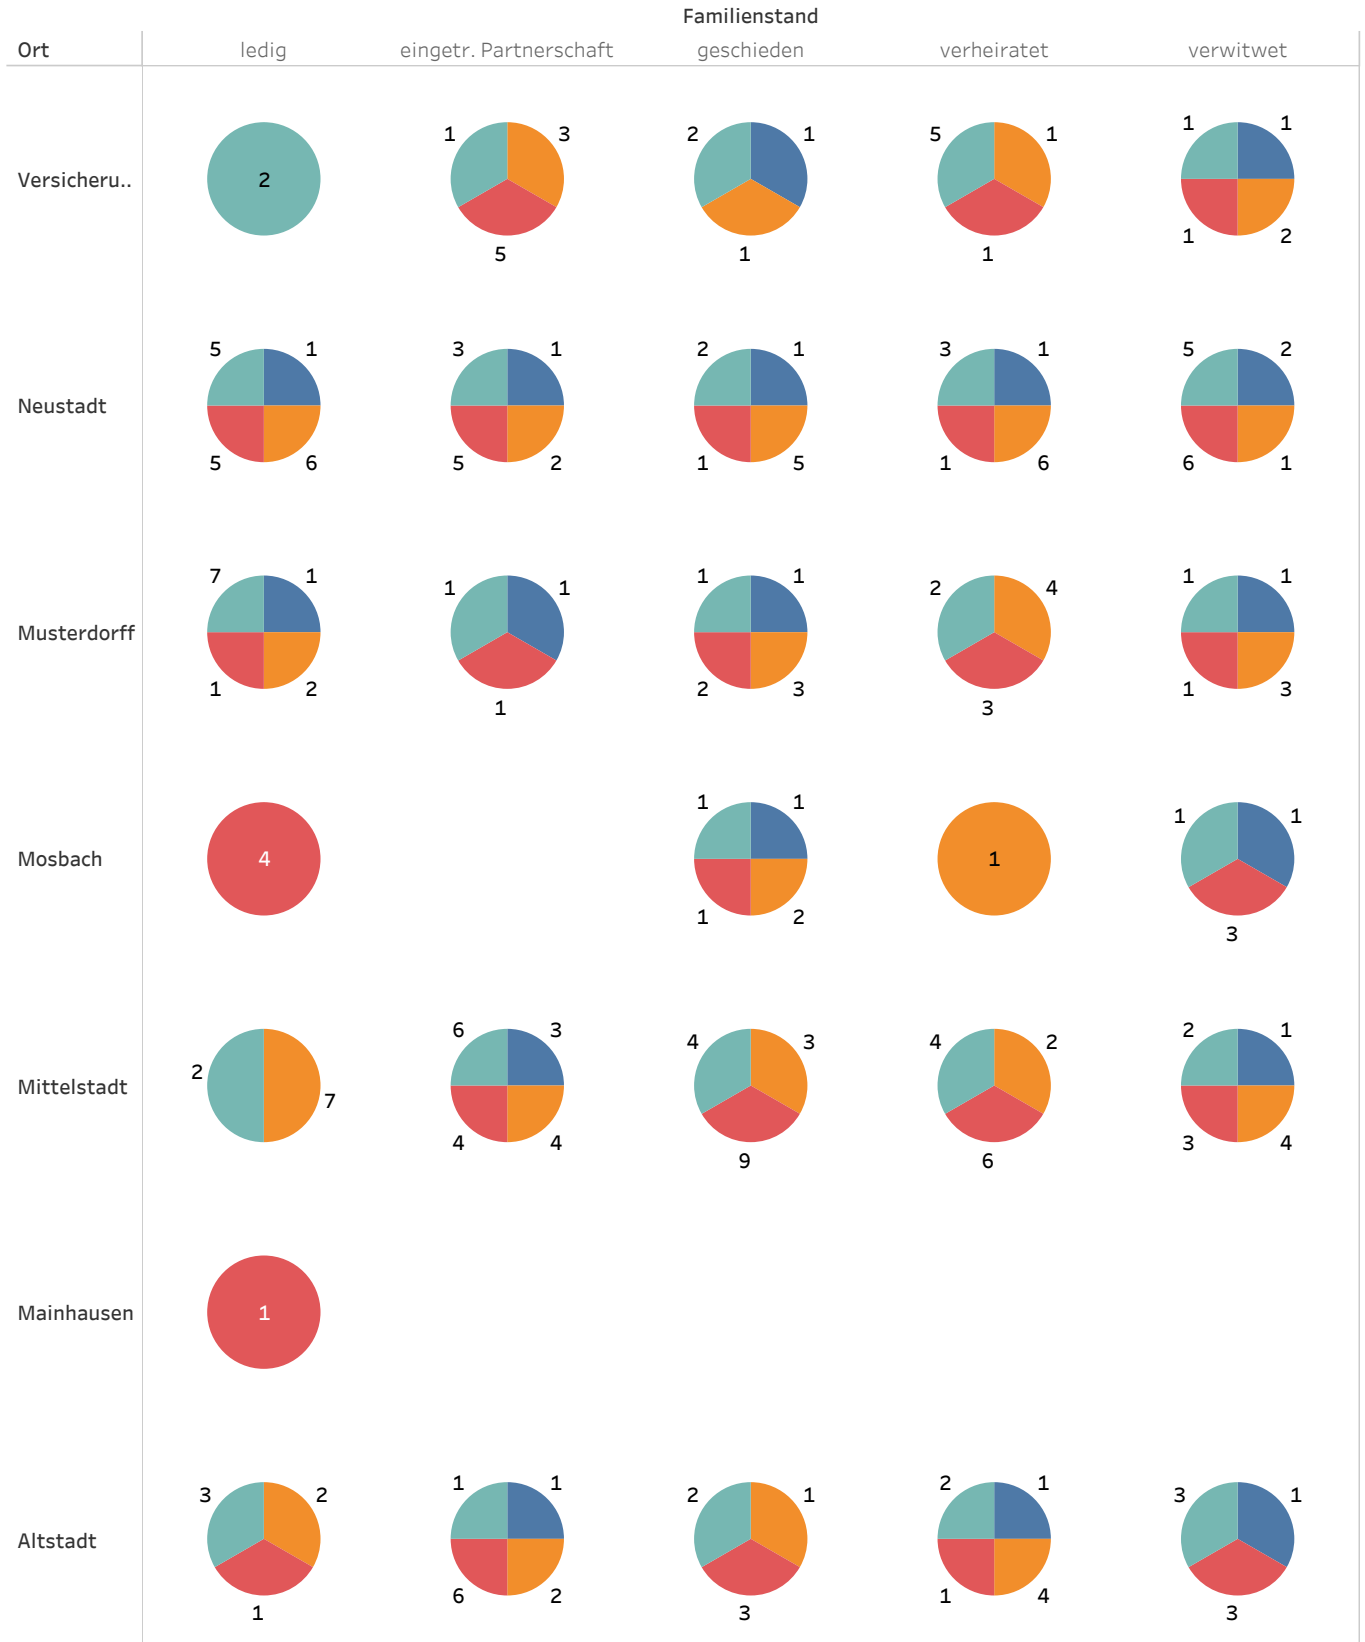 Familienstand
Ort ledig eingetr. Partnerschaft geschieden verheiratet verwitwet
1 3 2 1 5 1 1 1
Versicheru.. 2
1 2
5 1 1
5 1 3 1 2 1 3 1 5 2
Neustadt
5 6 5 2 1 5 1 6 6 1
7 1 1 1 1 1 2 4 1 1
Musterdorff
1 2 2 3 1 3
1 3
1 1 1 1
Mosbach 4 1
1 2
3
6 3 4 3 4 2 2 1
2
Mittelstadt
7
4 4 3 4
9 6
Mainhausen 1
3 2 1 1 2 1 2 1 3 1
Altstadt
6 2 1 4
1 3 3